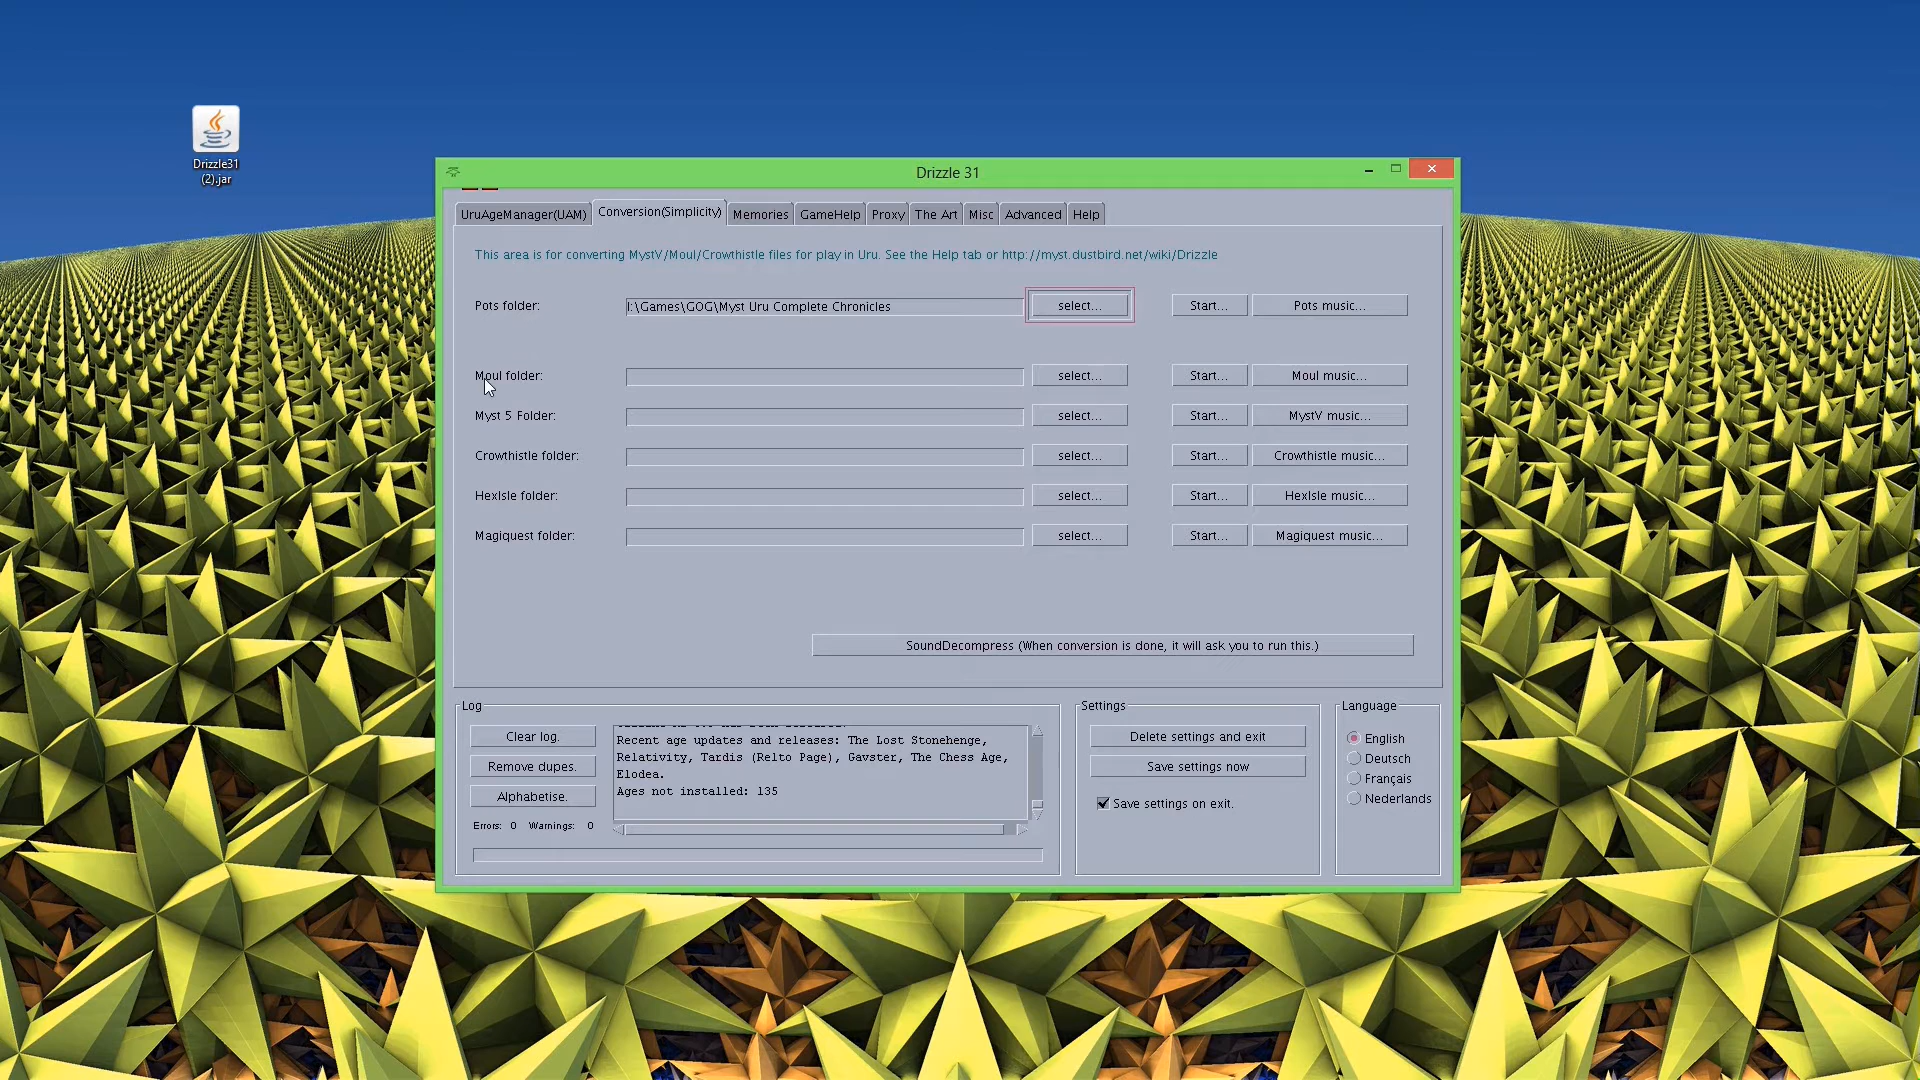 Drizzle31
(2).jar
Drizzle 31
UruAgeManager(UAM) Conversion(Simplicity) Memories GameHelp Proxy The Art Misc Advanced Help
This area is for converting MystV/Moul/Crowthistle files for play in Uru. See the Help tab or http://myst.dustbird.net/wiki/Drizzle
Pots folder: I:\Games\GOG\Myst Uru Complete Chronicles select... Start... Pots music...
Moul folder: select... Start... Moul music...
Myst 5 Folder: select... Start... MystV music...
Crowthistle folder: select... Start... Crowthistle music...
HexIsle folder: select... Start... HexIsle music...
Magiquest folder: select... Start... Magiquest music...
SoundDecompress (When conversion is done, it will ask you to run this.)
Log
Clear log.
Remove dupes.
Alphabetise.
Errors: 0 Warnings: 0
Recent age updates and releases: The Lost Stonehenge,
Relativity, Tardis (Relto Page), Gavster, The Chess Age,
Elodea.
Ages not installed: 135
Settings
Delete settings and exit
Save settings now
Save settings on exit.
Language
English
Deutsch
Français
Nederlands